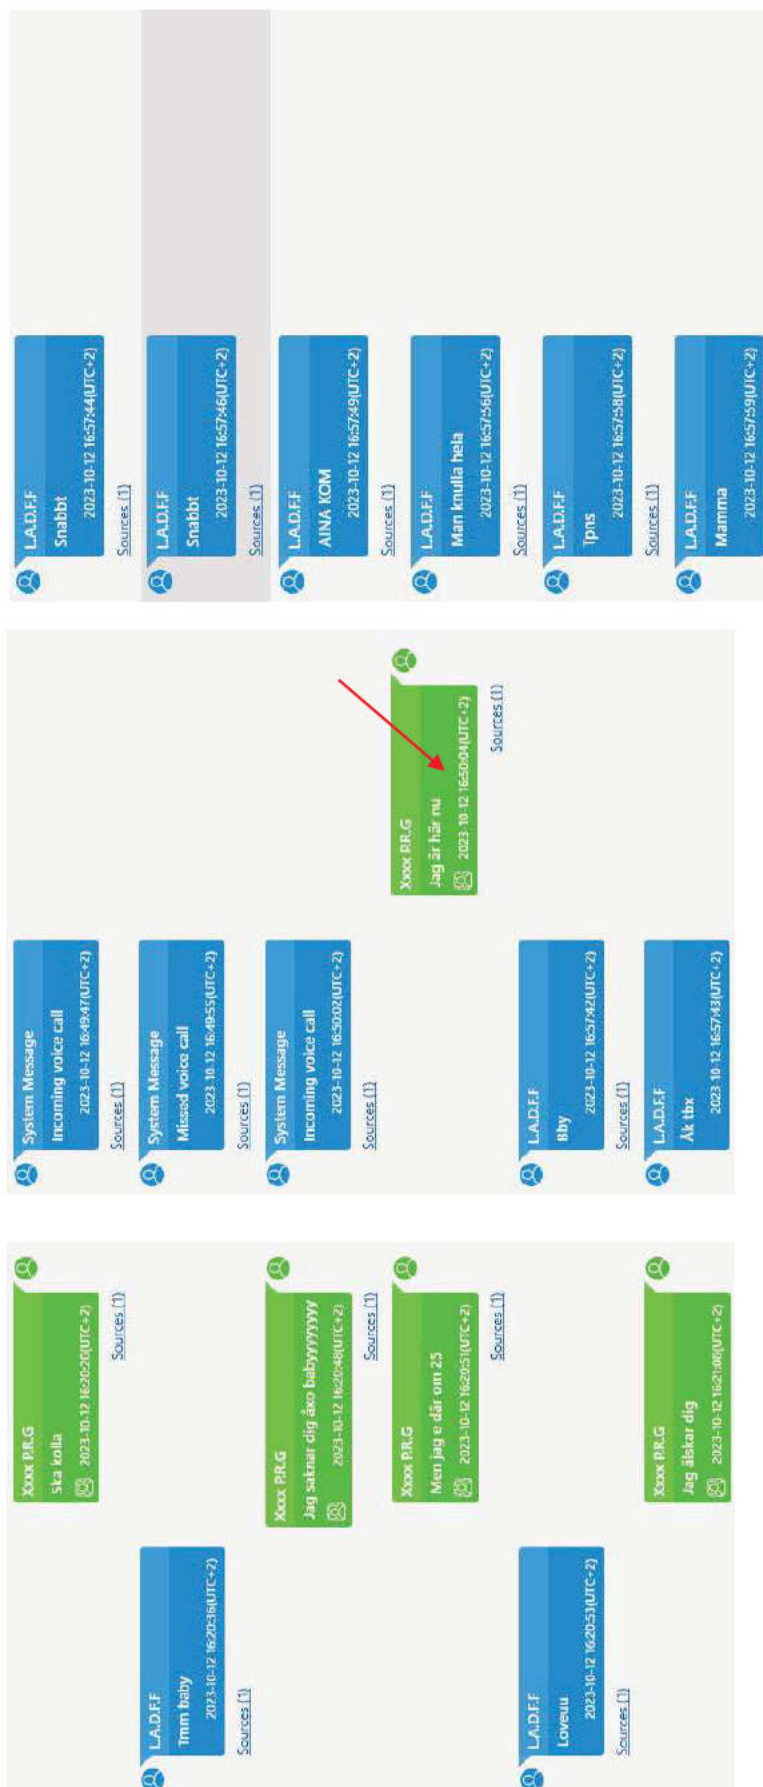 Xxxx P.R.G
Ska kolla
2023-10-12 16:20:20(UTC+2)
Sources (1)
L.A.D.F.F
Tmm baby
2023-10-12 16:20:36(UTC+2)
Sources (1)
Xxxx P.R.G
Jag saknar dig åxo babyyyyyyyyy
2023-10-12 16:20:48(UTC+2)
Sources (1)
Xxxx P.R.G
Men jag e där om 25
2023-10-12 16:20:51(UTC+2)
Sources (1)
L.A.D.F.F
Loveuu
2023-10-12 16:20:53(UTC+2)
Sources (1)
Xxxx P.R.G
Jag älskar dig
2023-10-12 16:21:08(UTC+2)
System Message
Incoming voice call
2023-10-12 16:49:47(UTC+2)
Sources (1)
System Message
Missed voice call
2023-10-12 16:49:55(UTC+2)
Sources (1)
System Message
Incoming voice call
2023-10-12 16:50:02(UTC+2)
Sources (1)
Xxxx P.R.G
Jag är här nu
2023-10-12 16:50:04(UTC+2)
Sources (1)
L.A.D.F.F
Bby
2023-10-12 16:57:42(UTC+2)
Sources (1)
L.A.D.F.F
Åk tbx
2023-10-12 16:57:43(UTC+2)
L.A.D.F.F
Snabbt
2023-10-12 16:57:44(UTC+2)
Sources (1)
L.A.D.F.F
Snabbt
2023-10-12 16:57:46(UTC+2)
Sources (1)
L.A.D.F.F
AINA KOM
2023-10-12 16:57:49(UTC+2)
Sources (1)
L.A.D.F.F
Man knulla hela
2023-10-12 16:57:56(UTC+2)
Sources (1)
L.A.D.F.F
Tpns
2023-10-12 16:57:58(UTC+2)
Sources (1)
L.A.D.F.F
Mamma
2023-10-12 16:57:59(UTC+2)